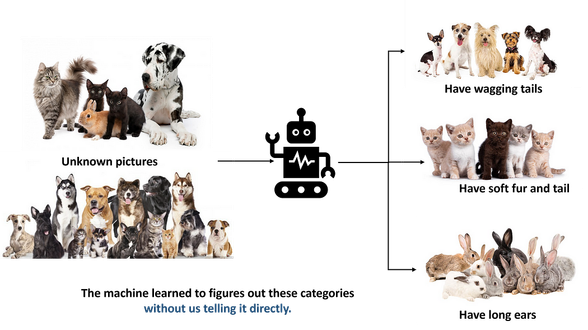 Have wagging tails
Unknown pictures
Have soft fur and tail
The machine learned to figures out these categories
without us telling it directly.
Have long ears